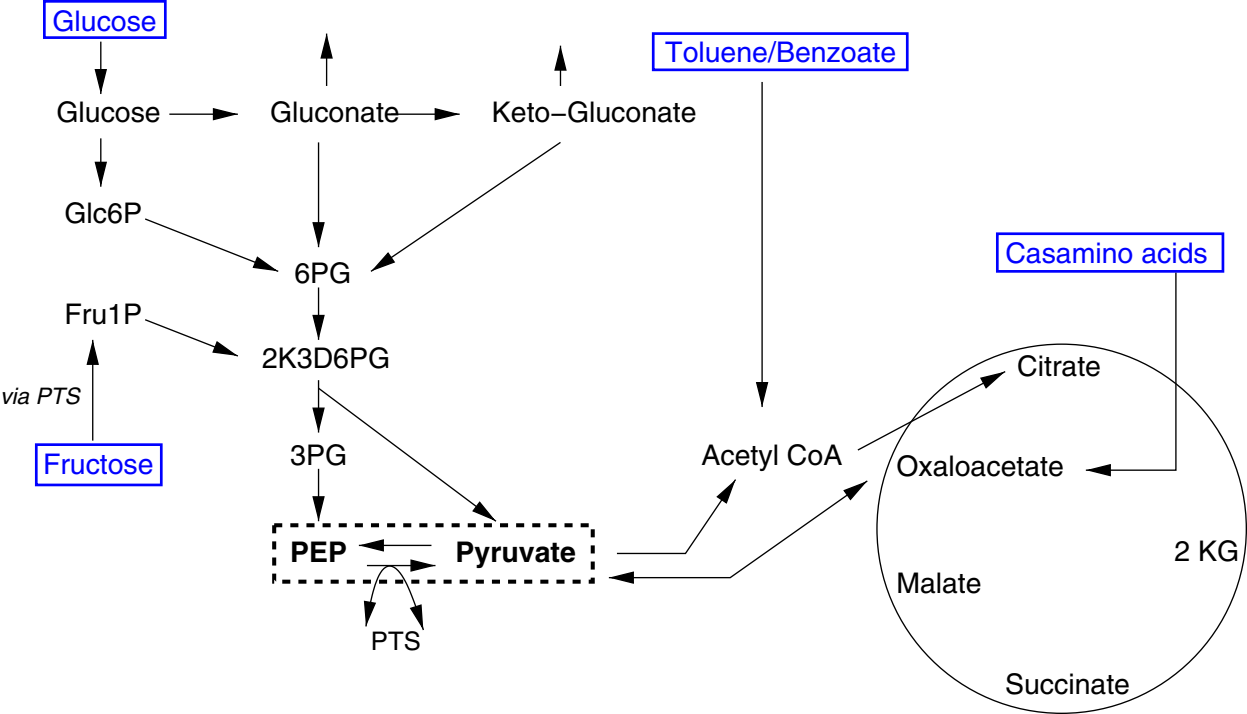 Glucose
Toluene/Benzoate
Glucose
Gluconate
Keto–Gluconate
Glc6P
Casamino acids
6PG
Fru1P
2K3D6PG
Citrate
via PTS
3PG
Acetyl CoA
Oxaloacetate
Fructose
PEP
Pyruvate
2 KG
Malate
PTS
Succinate